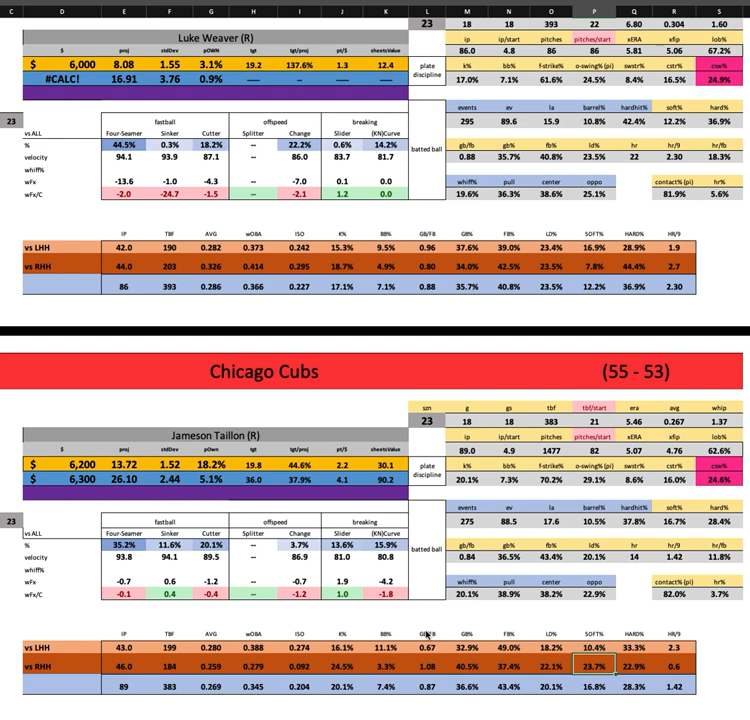 C D E F G H I J K L M N O P Q R S
23 18 18 393 22 6.80 0.304 1.60
Luke Weaver (R)
ip ip/start pitches pitches/start xERA xfip lob%
$ proj stdDev pOWN tgt tgt/proj pt/$ sheetsValue
86.0 4.8 86 86 5.81 5.06 67.2%
$ 6,000 8.08 1.55 3.1% 19.2 137.6% 1.3 12.4
plate discipline
k% bb% f-strike% o-swing% (pi) swstr% cstr% csw%
#CALC! 16.91 3.76 0.9% — — — —
17.0% 7.1% 61.6% 24.5% 8.4% 16.5% 24.9%
events ev la barrel% hardhit% soft% hard%
23 fastball offspeed breaking
295 89.6 15.9 10.8% 42.4% 12.2% 36.9%
vs ALL Four-Seamer Sinker Cutter Splitter Change Slider (KN)Curve
% 44.5% 0.3% 18.2% -- 22.2% 0.6% 14.2%
batted ball
gb/fb gb% fb% ld% hr hr/9 hr/fb
velocity 94.1 93.9 87.1 -- 86.0 83.7 81.7
0.88 35.7% 40.8% 23.5% 22 2.30 18.3%
whiff%
wFx -13.6 -1.0 -4.3 -- -7.0 0.1 0.0
whiff% pull center oppo contact% (pi) hr%
wFx/C -2.0 -24.7 -1.5 -- -2.1 1.2 0.0
19.6% 36.3% 38.6% 25.1% 81.9% 5.6%
IP TBF AVG wOBA ISO K% BB% GB/FB GB% FB% LD% SOFT% HARD% HR/9
vs LHH 42.0 190 0.282 0.373 0.242 15.3% 9.5% 0.96 37.6% 39.0% 23.4% 16.9% 28.9% 1.9
vs RHH 44.0 203 0.326 0.414 0.295 18.7% 4.9% 0.80 34.0% 42.5% 23.5% 7.8% 44.4% 2.7
86 393 0.286 0.366 0.227 17.1% 7.1% 0.88 35.7% 40.8% 23.5% 12.2% 36.9% 2.30
Chicago Cubs (55 - 53)
szn g gs tbf tbf/start era avg whip
23 18 18 383 21 5.46 0.267 1.37
Jameson Taillon (R)
ip ip/start pitches pitches/start xERA xfip lob%
$ proj stdDev pOwn tgt tgt/proj pt/$ sheetsValue
89.0 4.9 1477 82 5.07 4.76 62.6%
$ 6,200 13.72 1.52 18.2% 19.8 44.6% 2.2 30.1
plate discipline
k% bb% f-strike% o-swing% (pi) swstr% cstr% csw%
$ 6,300 26.10 2.44 5.1% 36.0 37.9% 4.1 90.2
20.1% 7.3% 70.2% 29.1% 8.6% 16.0% 24.6%
events ev la barrel% hardhit% soft% hard%
23 fastball offspeed breaking
275 88.5 17.6 10.5% 37.8% 16.7% 28.4%
vs ALL Four-Seamer Sinker Cutter Splitter Change Slider (KN)Curve
% 35.2% 11.6% 20.1% -- 3.7% 13.6% 15.9%
batted ball
gb/fb gb% fb% ld% hr hr/9 hr/fb
velocity 93.8 94.1 89.5 -- 86.9 81.0 80.8
0.84 36.5% 43.4% 20.1% 14 1.42 11.8%
whiff%
wFx -0.7 0.6 -1.2 -- -0.7 1.9 -4.2
whiff% pull center oppo contact% (pi) hr%
wFx/C -0.1 0.4 -0.4 -- -1.2 1.0 -1.8
20.1% 38.9% 38.2% 22.9% 82.0% 3.7%
IP TBF AVG wOBA ISO K% BB% GB/FB GB% FB% LD% SOFT% HARD% HR/9
vs LHH 43.0 199 0.280 0.388 0.274 16.1% 11.1% 0.67 32.9% 49.0% 18.2% 10.4% 33.3% 2.3
vs RHH 46.0 184 0.259 0.279 0.092 24.5% 3.3% 1.08 40.5% 37.4% 22.1% 23.7% 22.9% 0.6
89 383 0.269 0.345 0.204 20.1% 7.4% 0.87 36.6% 43.4% 20.1% 16.8% 28.3% 1.42